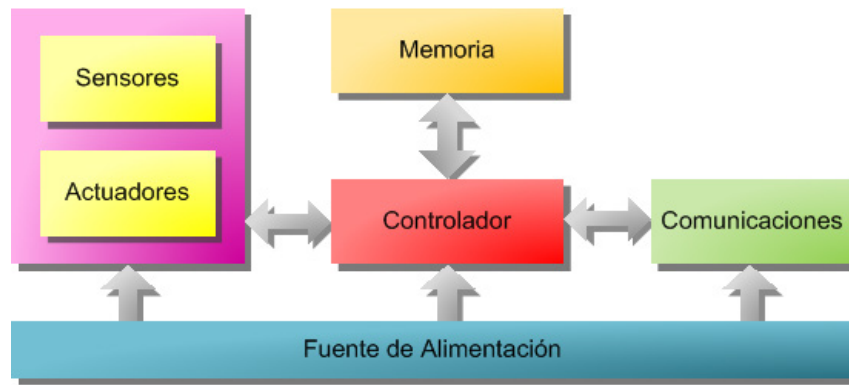 Sensores
Actuadores
Memoria
Controlador
Comunicaciones
Fuente de Alimentación